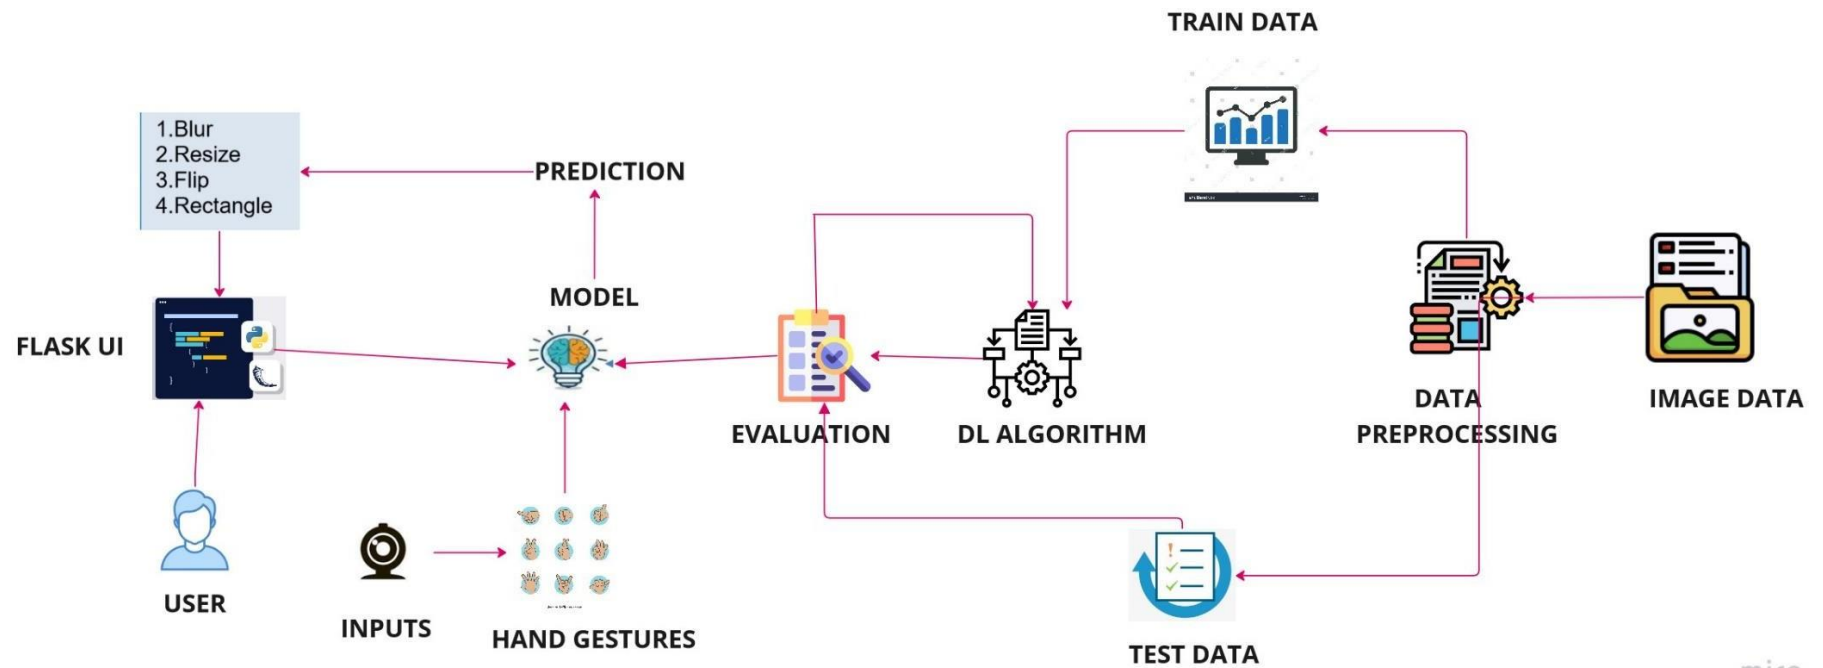 TRAIN DATA
1.Blur
2.Resize
3.Flip
4.Rectangle
PREDICTION
MODEL
FLASK UI
DATA
PREPROCESSING
IMAGE DATA
EVALUATION
DL ALGORITHM
USER
INPUTS
HAND GESTURES
TEST DATA
miro